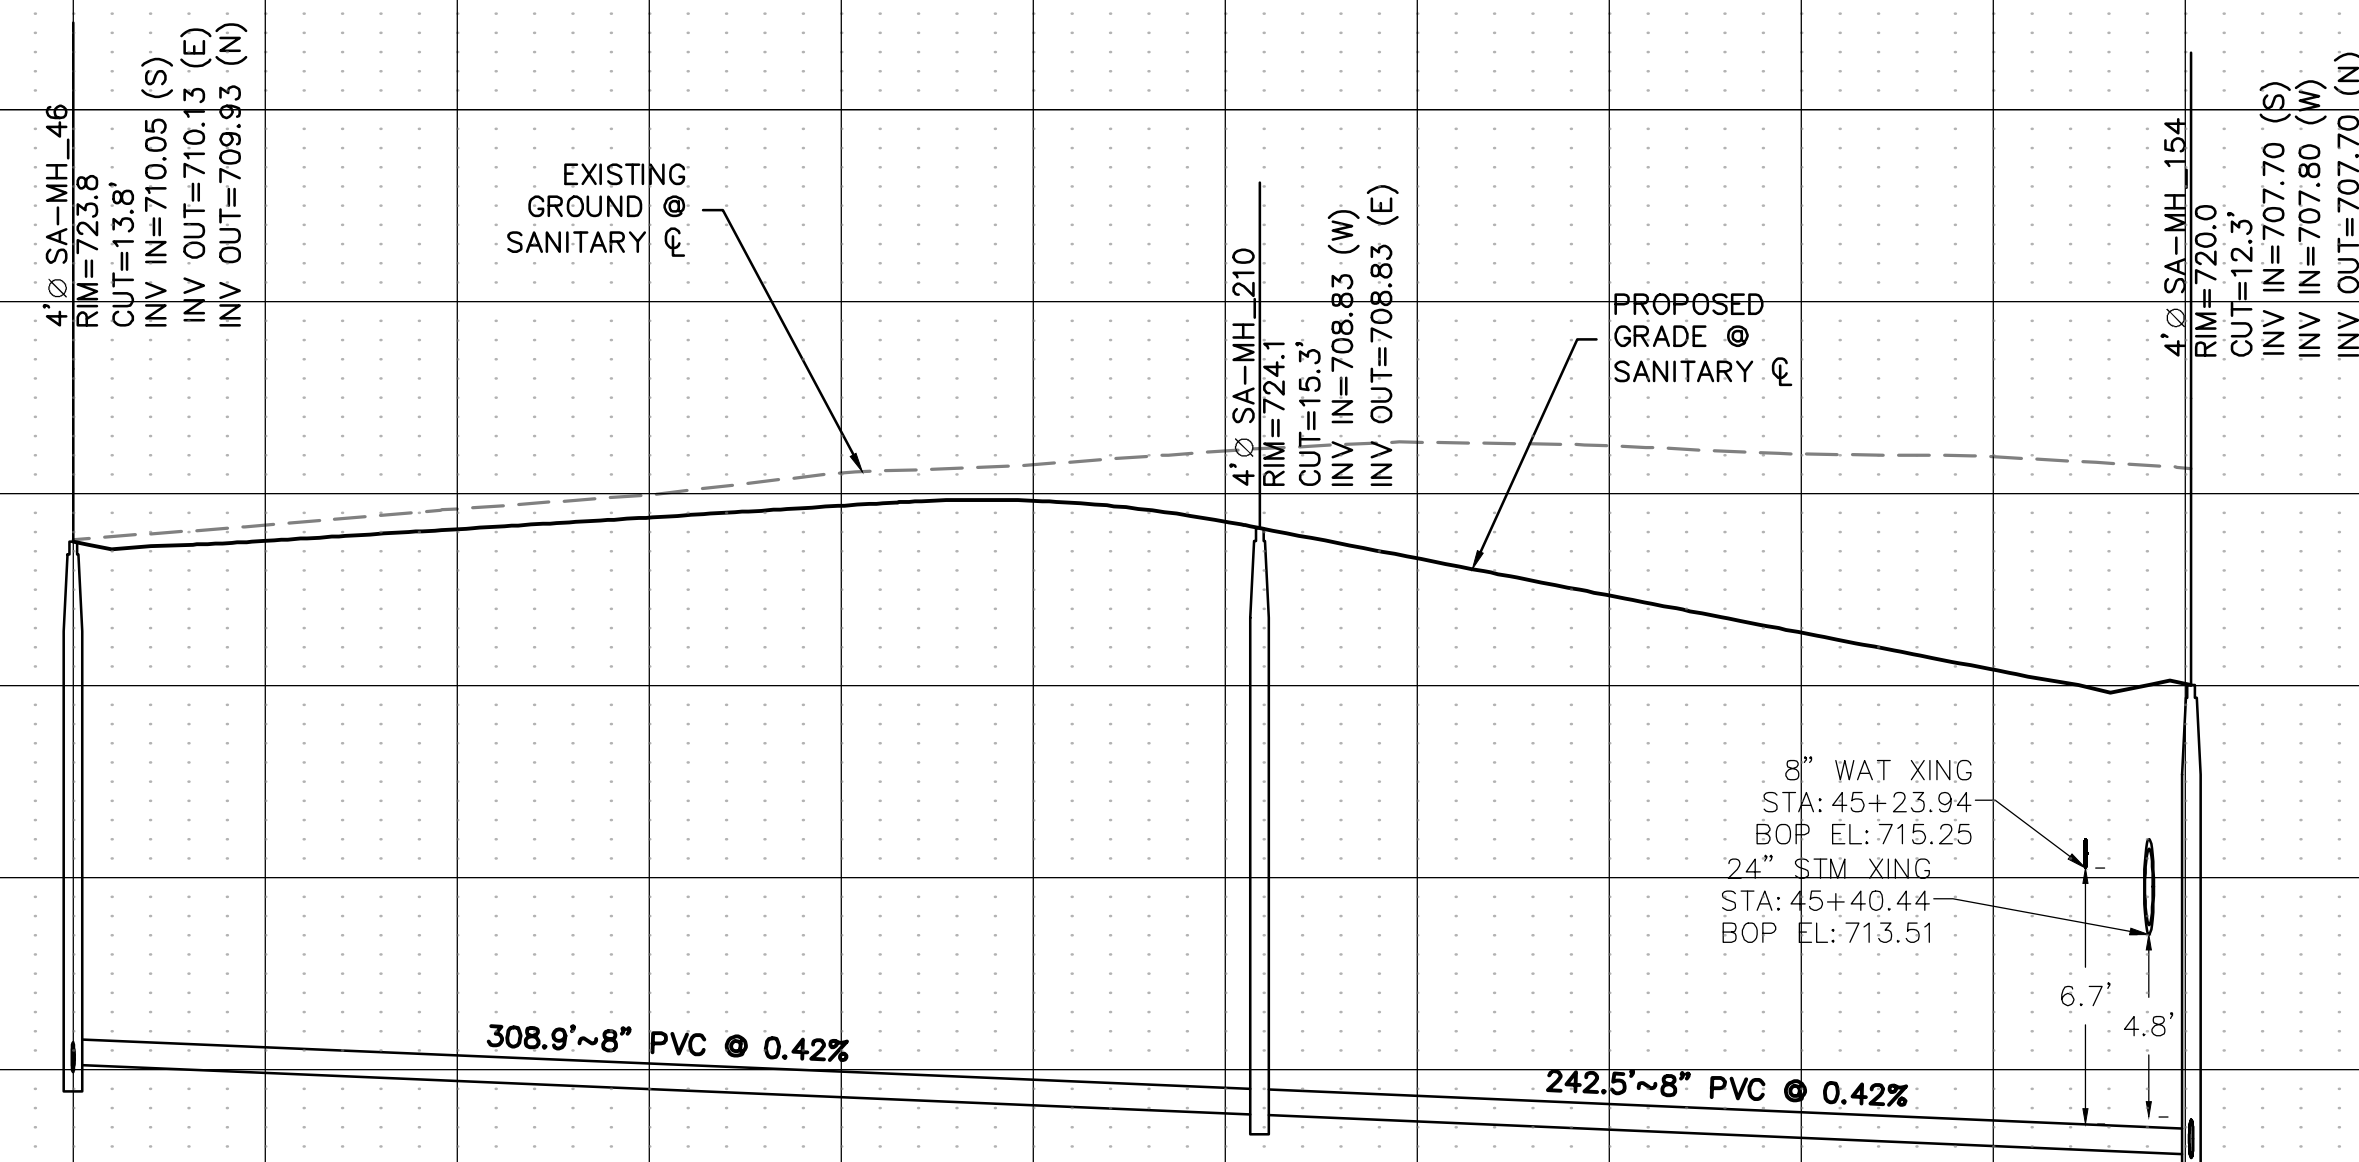 4'Ø SA-MH_46
RIM=723.8
CUT=13.8'
INV IN=710.05 (S)
INV OUT=710.13 (E)
INV OUT=709.93 (N)
EXISTING
GROUND @
SANITARY ℄
4'Ø SA-MH_210
RIM=724.1
CUT=15.3'
INV IN=708.83 (W)
INV OUT=708.83 (E)
PROPOSED
GRADE @
SANITARY ℄
4'Ø SA-MH_154
RIM=720.0
CUT=12.3'
INV IN=707.70 (S)
INV IN=707.80 (W)
INV OUT=707.70 (N)
8" WAT XING
STA: 45+23.94
BOP EL: 715.25
24" STM XING
STA: 45+40.44
BOP EL: 713.51
6.7'
4.8'
308.9'~8" PVC @ 0.42%
242.5'~8" PVC @ 0.42%